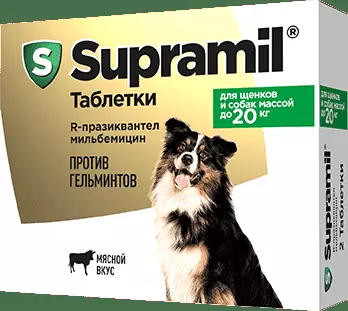 S Supramil®
Таблетки
для щенков
и собак массой
до 20 кг
R-празиквантел
мильбемицин
ПРОТИВ
ГЕЛЬМИНТОВ
МЯСНОЙ
ВКУС
для щенков
и собак массой
до 20 кг
Supramil®
2 таблетки